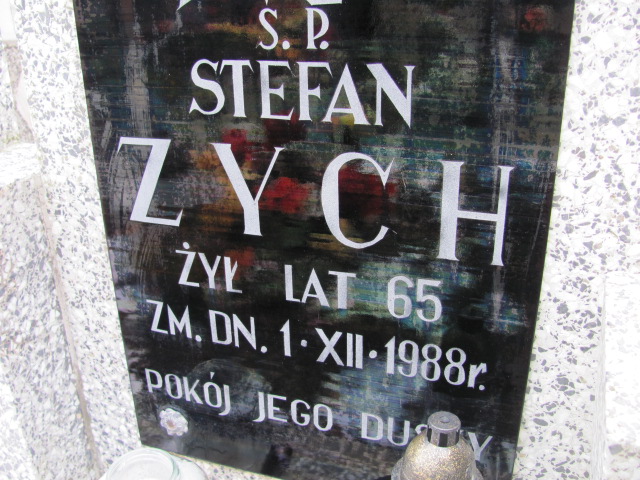 Ś. P.
STEFAN
ZYCH
ŻYŁ LAT 65
ZM. DN. 1·XII·1988r.
POKÓJ JEGO